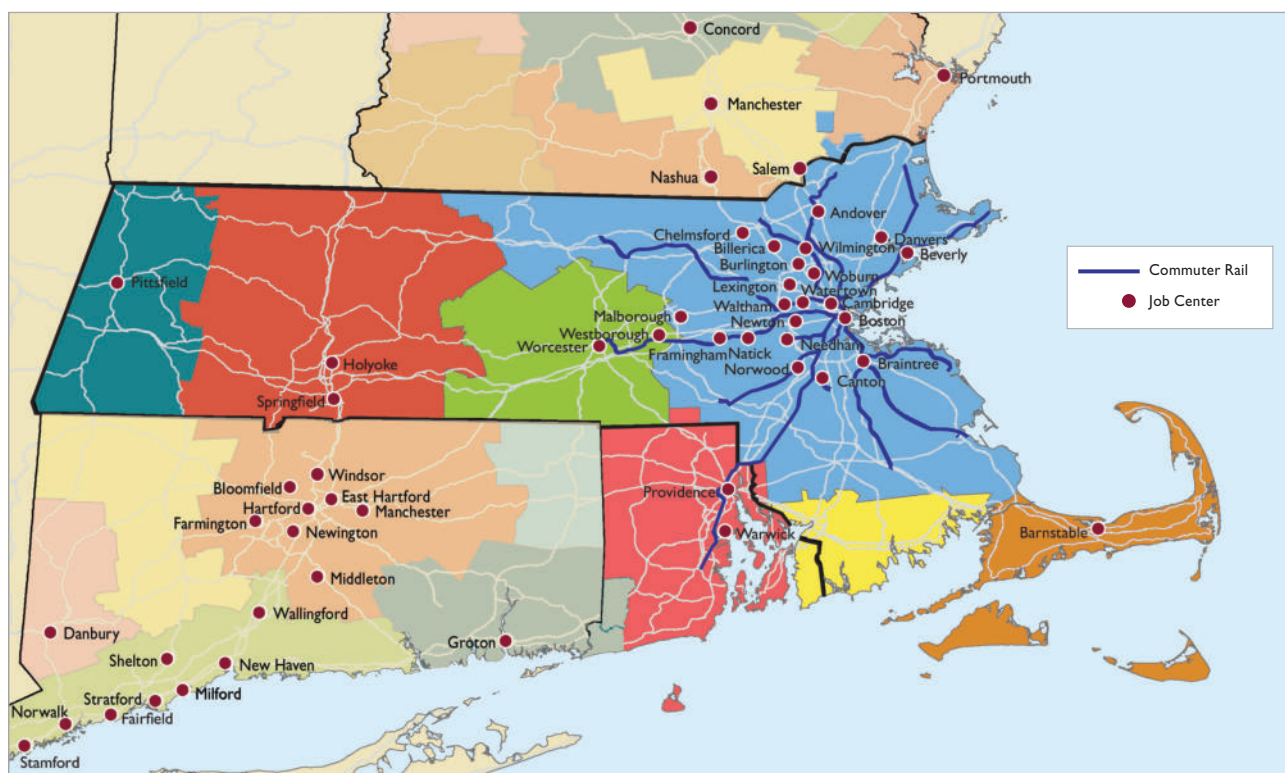 Concord
Portmouth
Manchester
Salem
Nashua
Andover
Chelmsford
Danvers
Billerica
Wilmington
Beverly
Burlington
Woburn
Lexington
Watertown
Waltham
Cambridge
Malborough
Boston
Newton
Westborough
Worcester
Framingham
Natick
Needham
Norwood
Braintree
Canton
Commuter Rail
Job Center
Pittsfield
Holyoke
Springfield
Windsor
Bloomfield
East Hartford
Hartford
Manchester
Farmington
Newington
Providence
Warwick
Barnstable
Middleton
Wallingford
Danbury
Groton
Shelton
New Haven
Milford
Stratford
Norwalk
Fairfield
Stamford